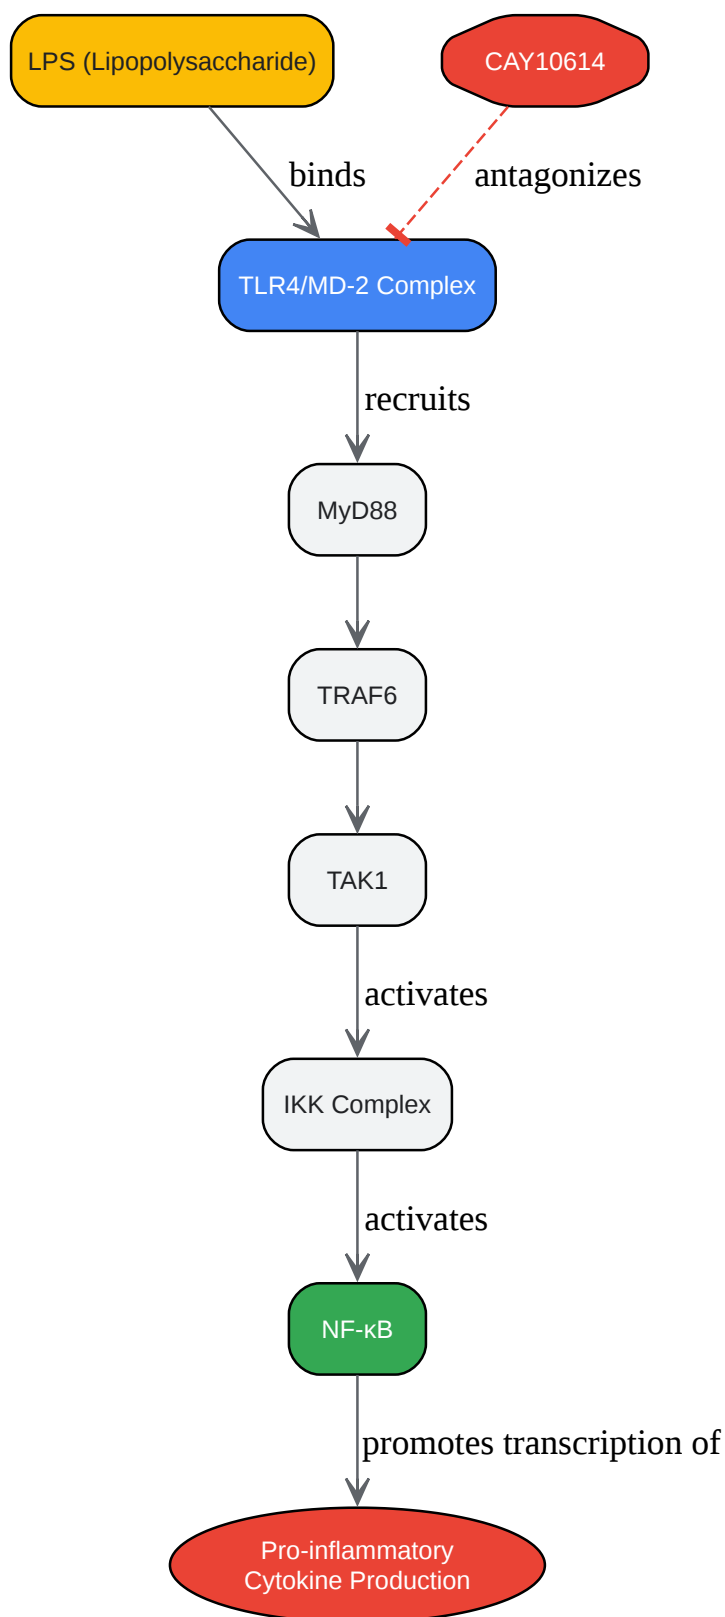 LPS (Lipopolysaccharide)
CAY10614
binds
antagonizes
TLR4/MD-2 Complex
recruits
MyD88
TRAF6
TAK1
activates
IKK Complex
activates
NF-κB
promotes transcription of
Pro-inflammatory
Cytokine Production